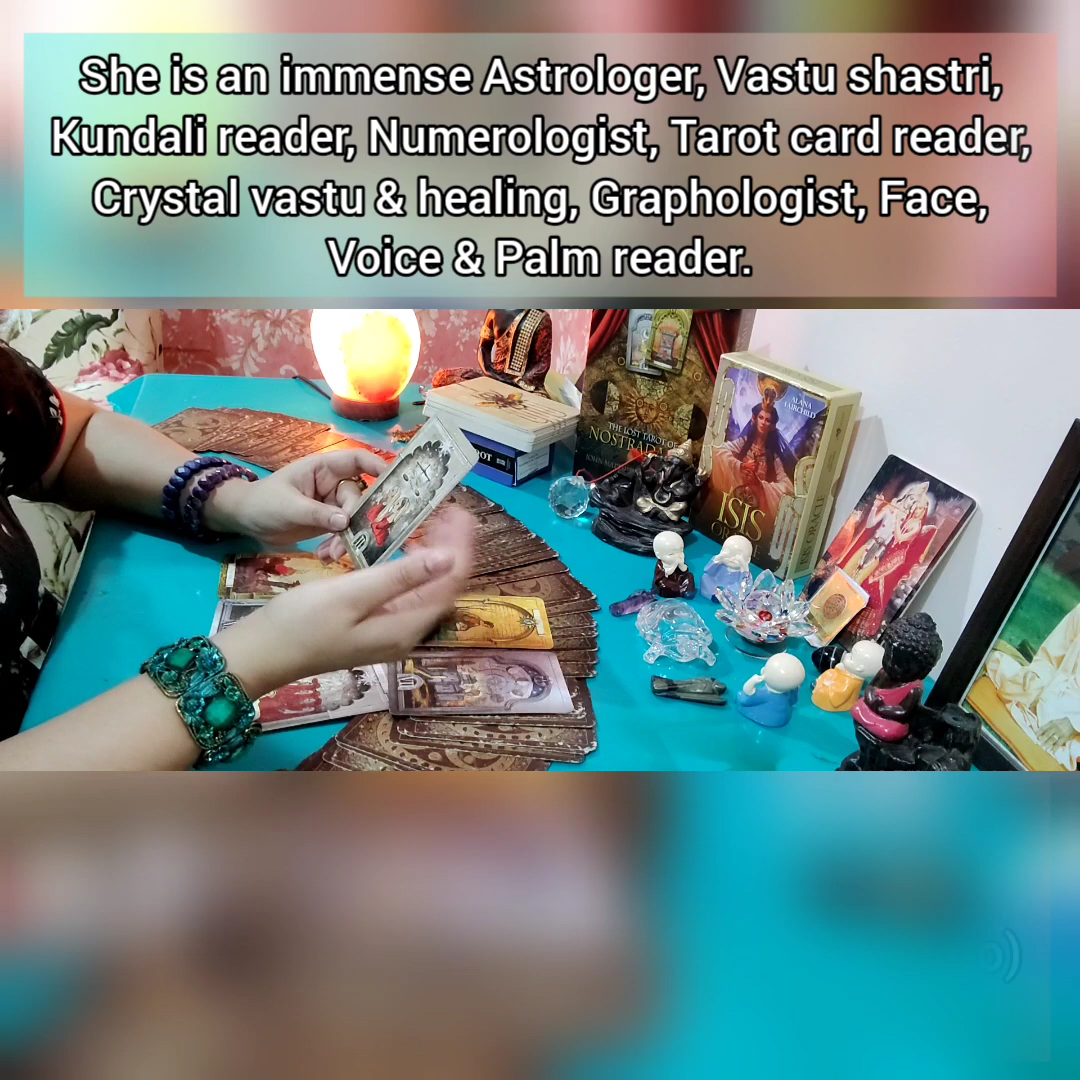 She is an immense Astrologer, Vastu shastri,
Kundali reader, Numerologist, Tarot card reader,
Crystal vastu & healing, Graphologist, Face,
Voice & Palm reader.
THE LOST TAROT OF
JOHN
ALANA
FAIRCHILD
ISIS